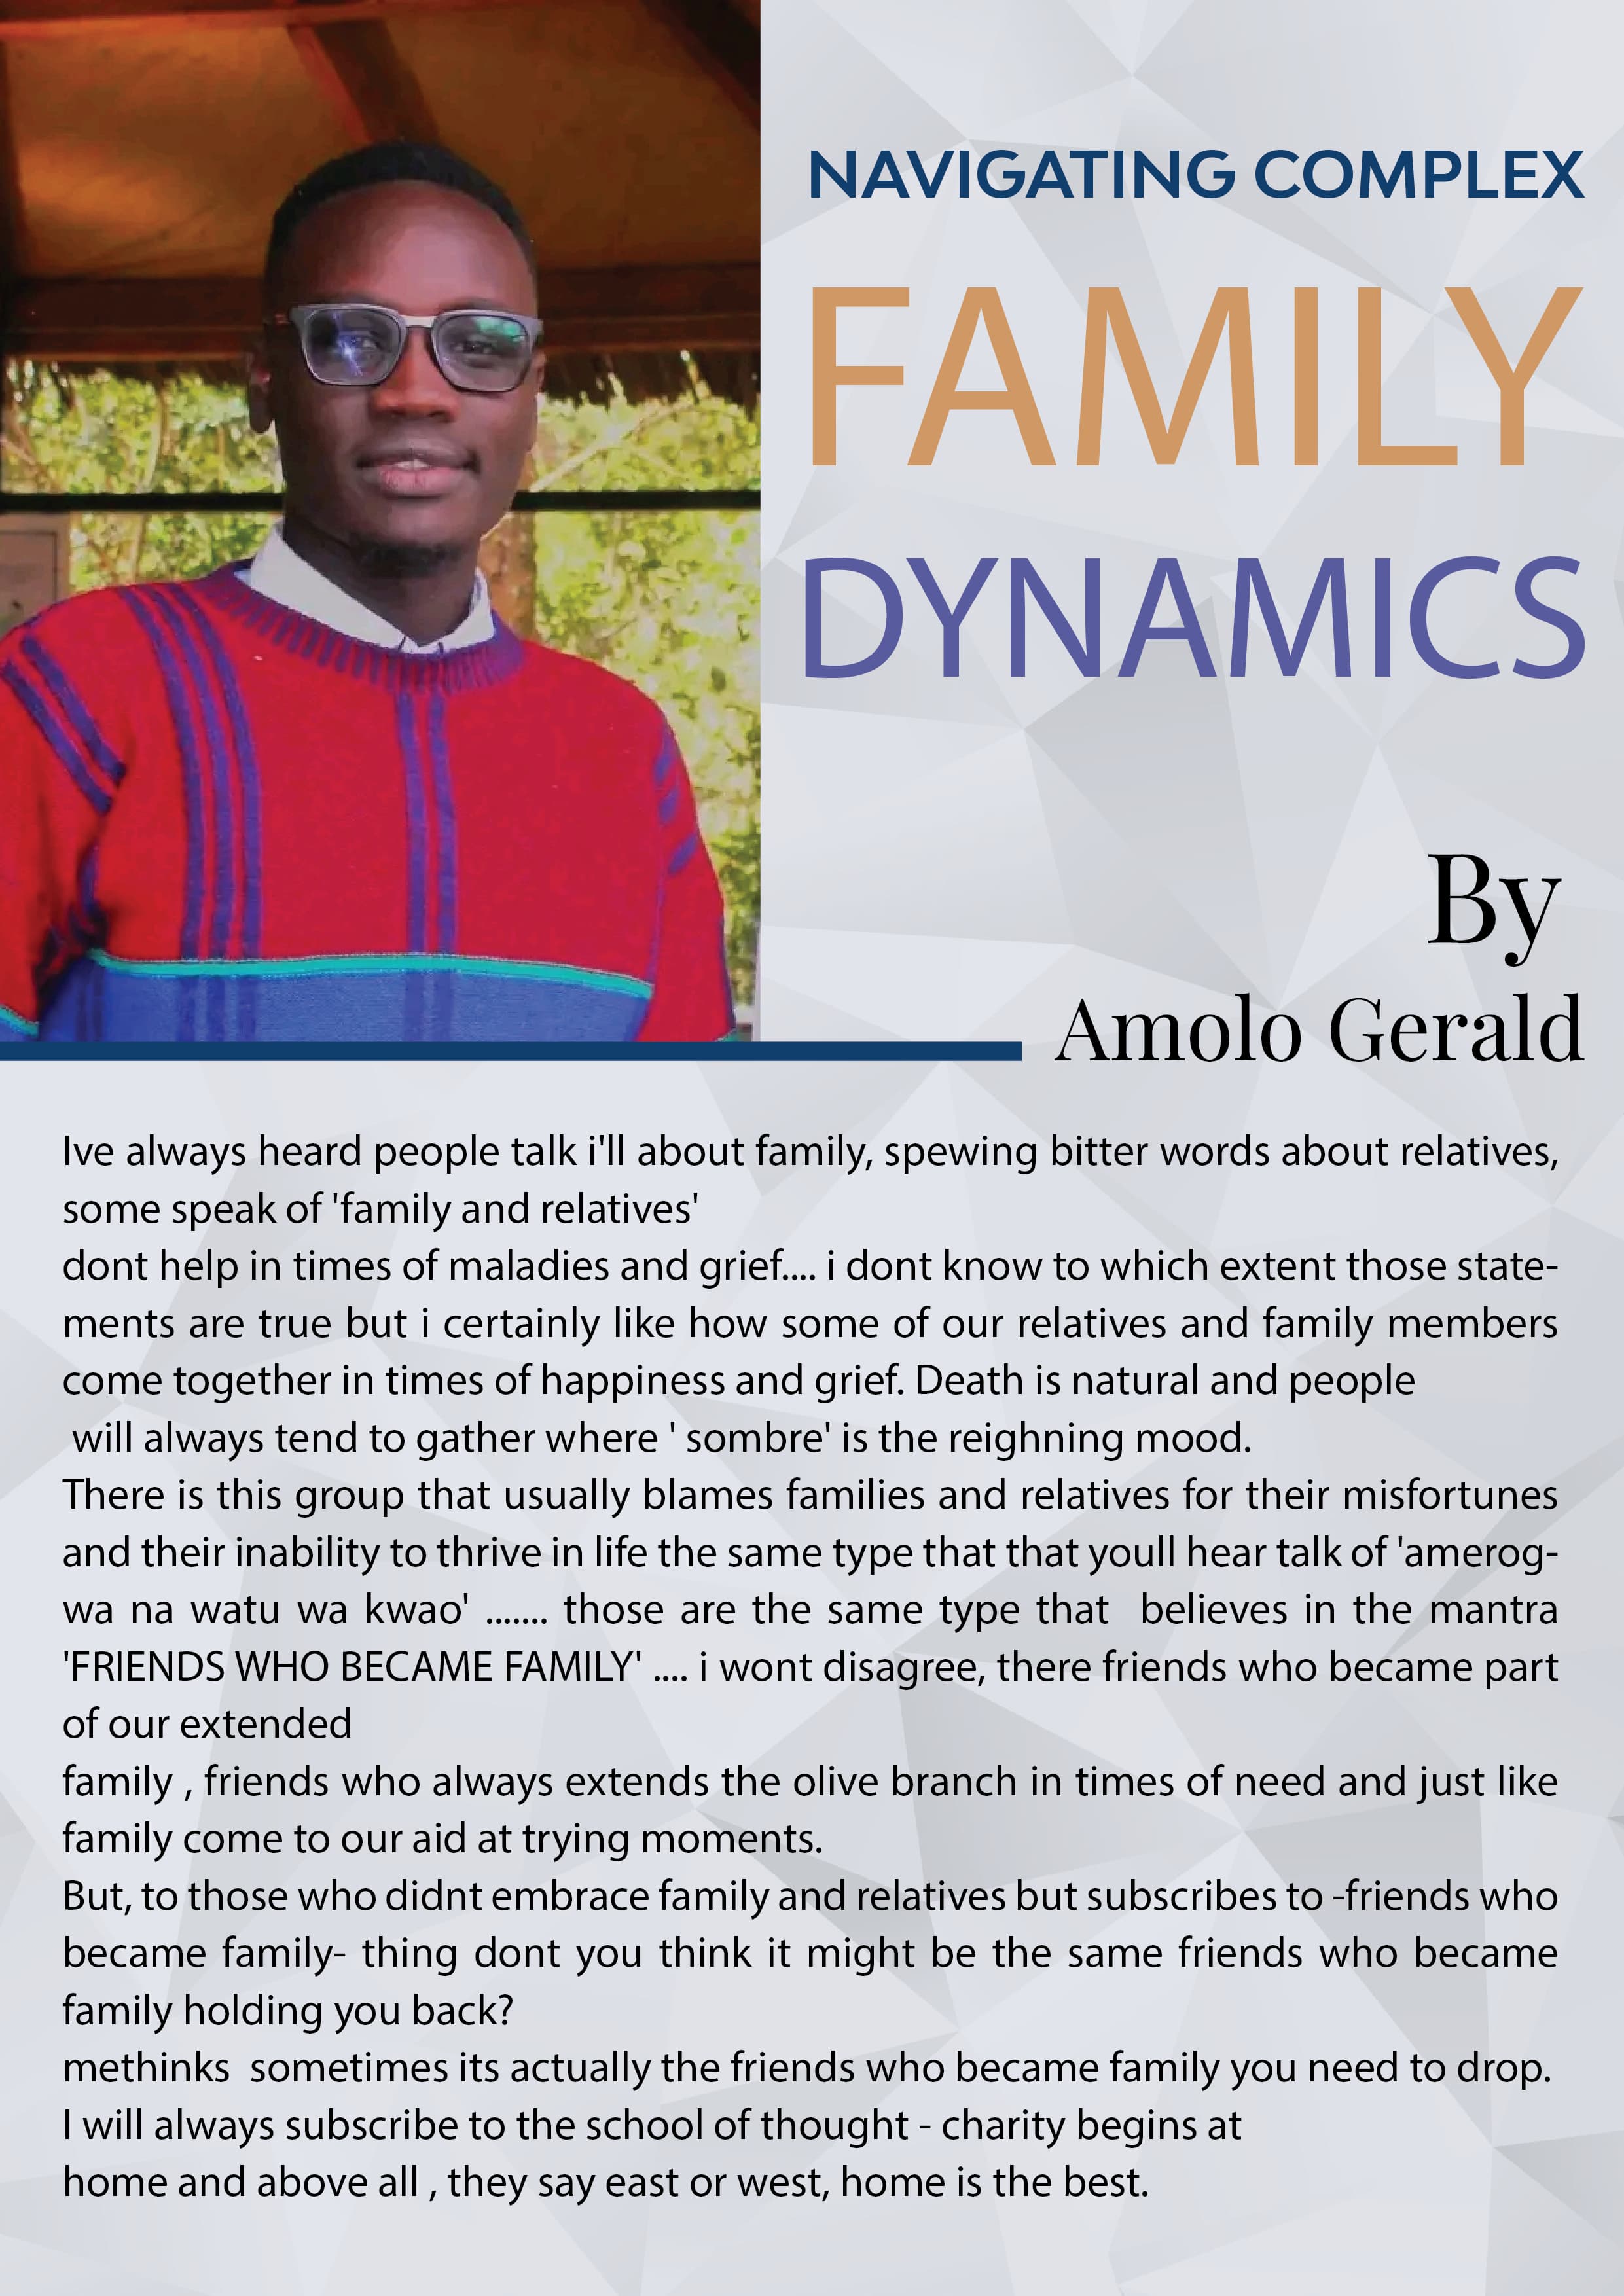 NAVIGATING COMPLEX
FAMILY
DYNAMICS
By
Amolo Gerald
Ive always heard people talk i'll about family, spewing bitter words about relatives,
some speak of 'family and relatives'
dont help in times of maladies and grief.... i dont know to which extent those state-
ments are true but i certainly like how some of our relatives and family members
come together in times of happiness and grief. Death is natural and people
will always tend to gather where ' sombre' is the reighning mood.
There is this group that usually blames families and relatives for their misfortunes
and their inability to thrive in life the same type that that youll hear talk of 'amerog-
wa na watu wa kwao' ....... those are the same type that  believes in the mantra
'FRIENDS WHO BECAME FAMILY' .... i wont disagree, there friends who became part
of our extended
family , friends who always extends the olive branch in times of need and just like
family come to our aid at trying moments.
But, to those who didnt embrace family and relatives but subscribes to -friends who
became family- thing dont you think it might be the same friends who became
family holding you back?
methinks  sometimes its actually the friends who became family you need to drop.
I will always subscribe to the school of thought - charity begins at
home and above all , they say east or west, home is the best.